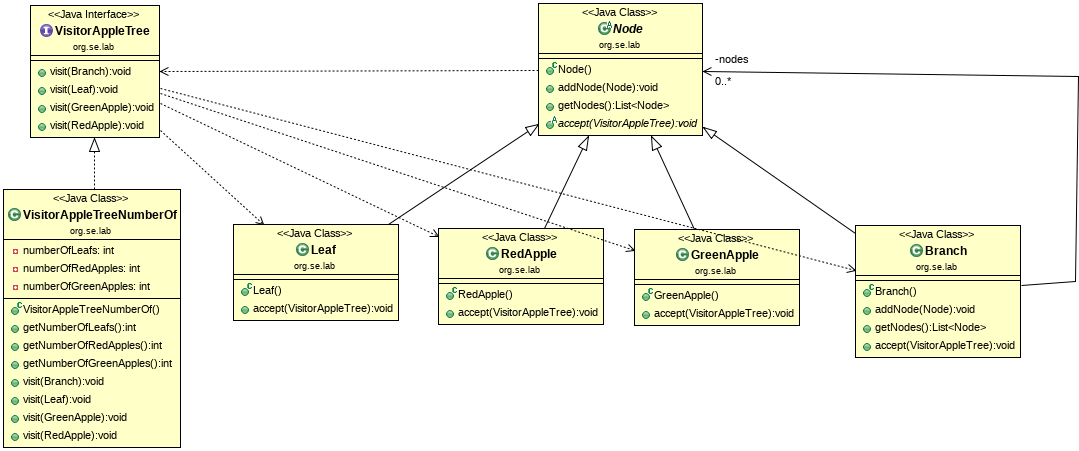 <<Java Interface>>
VisitorAppleTree
org.se.lab
visit(Branch):void
visit(Leaf):void
visit(GreenApple):void
visit(RedApple):void
<<Java Class>>
Node
org.se.lab
Node()
addNode(Node):void
getNodes():List<Node>
accept(VisitorAppleTree):void
-nodes
0..*
<<Java Class>>
VisitorAppleTreeNumberOf
org.se.lab
numberOfLeafs: int
numberOfRedApples: int
numberOfGreenApples: int
VisitorAppleTreeNumberOf()
getNumberOfLeafs():int
getNumberOfRedApples():int
getNumberOfGreenApples():int
visit(Branch):void
visit(Leaf):void
visit(GreenApple):void
visit(RedApple):void
<<Java Class>>
Leaf
org.se.lab
Leaf()
accept(VisitorAppleTree):void
<<Java Class>>
RedApple
org.se.lab
RedApple()
accept(VisitorAppleTree):void
<<Java Class>>
GreenApple
org.se.lab
GreenApple()
accept(VisitorAppleTree):void
<<Java Class>>
Branch
org.se.lab
Branch()
addNode(Node):void
getNodes():List<Node>
accept(VisitorAppleTree):void